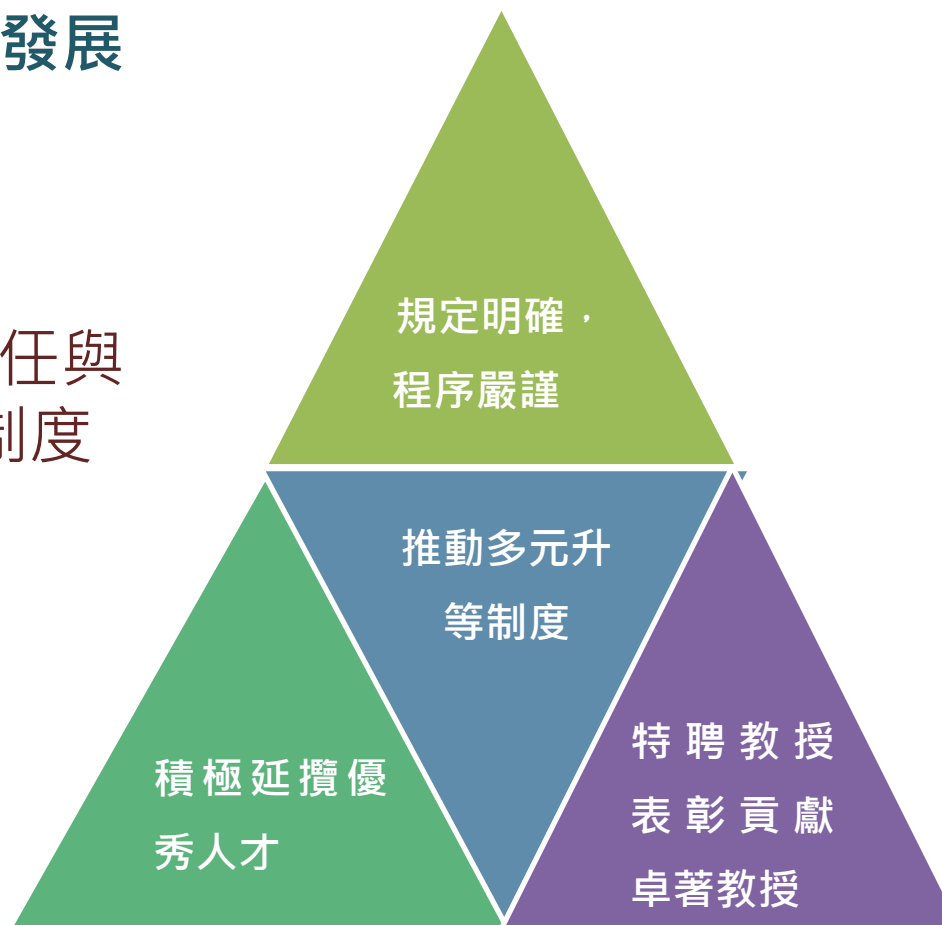 發展
任與
制度
規定明確，
程序嚴謹
推動多元升
等制度
積極延攬優
秀人才
特聘教授
表彰貢獻
卓著教授